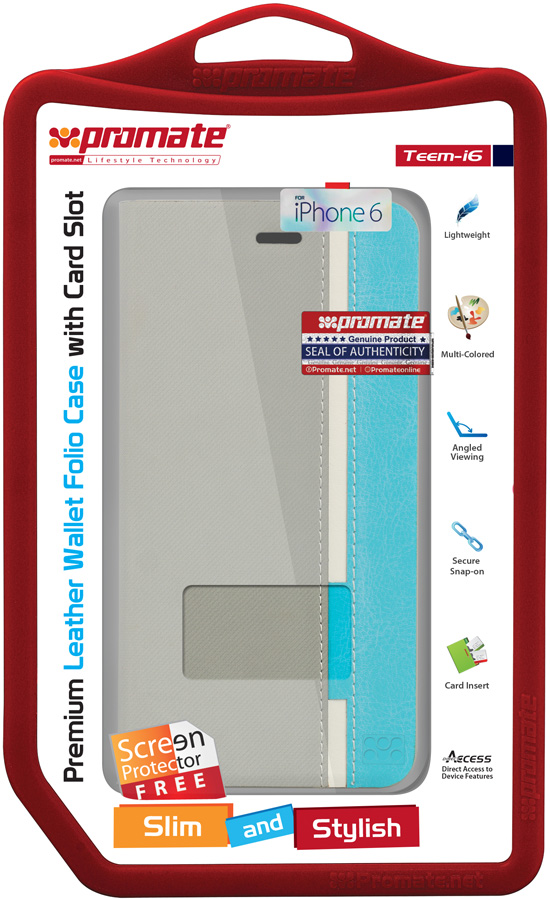 promate
promate®
promate.net Lifestyle Technology
Teem-i6
Premium Leather Wallet Folio Case with Card Slot
FOR
iPhone 6
Lightweight
promate
Genuine Product
SEAL OF AUTHENTICITY
Promate.net | Promateonline
Multi-Colored
Angled
Viewing
Secure
Snap-on
Card Insert
Access
Direct Access to
Device Features
Screen
Protector
FREE
Slim and Stylish
promate
Promate.net